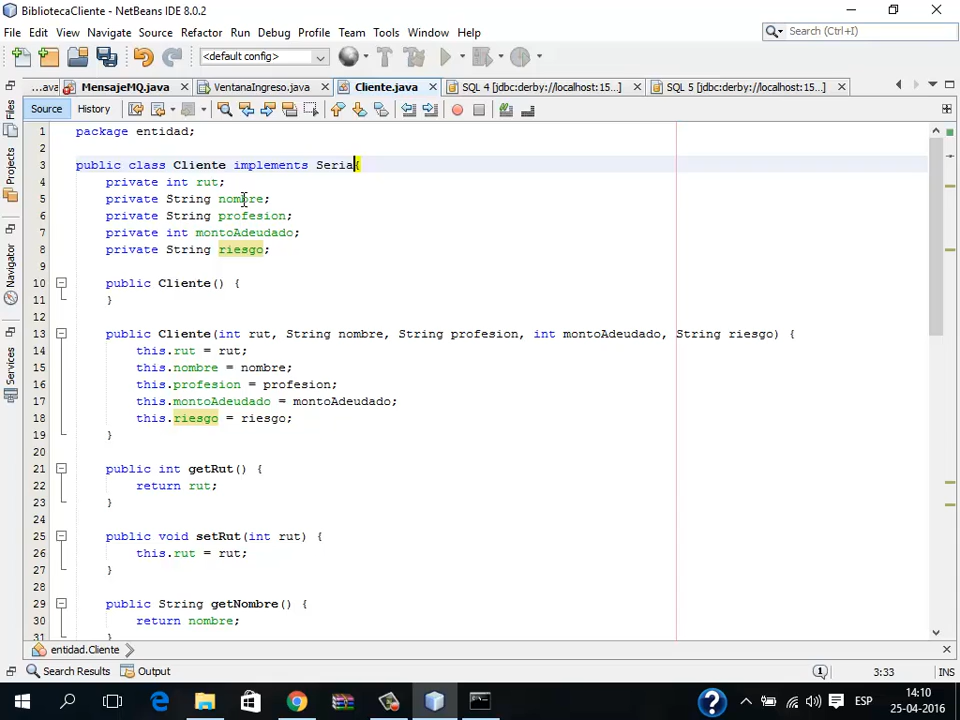 BibliotecaCliente - NetBeans IDE 8.0.2
File Edit View Navigate Source Refactor Run Debug Profile Team Tools Window Help
Search (Ctrl+I)
<default config>
...ava MensajeMQ.java VentanaIngreso.java Cliente.java SQL 4 [jdbc:derby://localhost:15...] SQL 5 [jdbc:derby://localhost:15...]
Source History
Files
Projects
Navigator
Services
1 package entidad;
2
3 public class Cliente implements Seria{
4 private int rut;
5 private String nombre;
6 private String profesion;
7 private int montoAdeudado;
8 private String riesgo;
9
10 public Cliente() {
11 }
12
13 public Cliente(int rut, String nombre, String profesion, int montoAdeudado, String riesgo) {
14 this.rut = rut;
15 this.nombre = nombre;
16 this.profesion = profesion;
17 this.montoAdeudado = montoAdeudado;
18 this.riesgo = riesgo;
19 }
20
21 public int getRut() {
22 return rut;
23 }
24
25 public void setRut(int rut) {
26 this.rut = rut;
27 }
28
29 public String getNombre() {
30 return nombre;
31 }
entidad.Cliente
Search Results Output
1 3:33 INS
ESP
14:10
25-04-2016